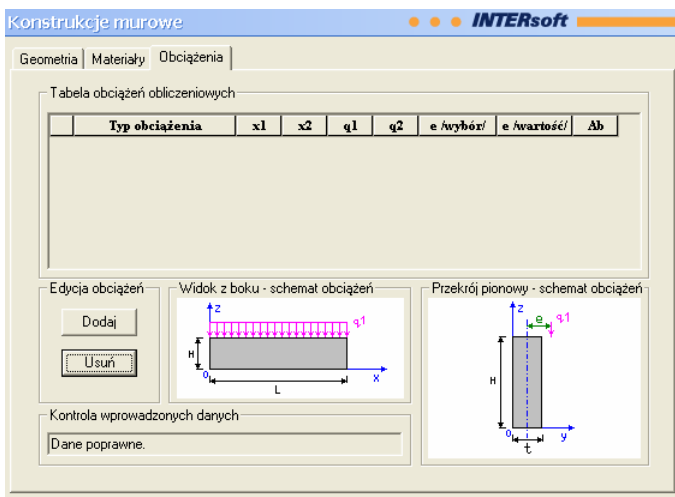 Konstrukcje murowe
INTERsoft
Geometria Materiały Obciążenia
Tabela obciążeń obliczeniowych
Typ obciążenia x1 x2 q1 q2 e /wybór/ e /wartość/ Ab
Edycja obciążeń
Dodaj
Usuń
Widok z boku - schemat obciążeń
z
q1
H
0
x
L
Przekrój pionowy - schemat obciążeń
z
e q1
H
0
y
t
Kontrola wprowadzonych danych
Dane poprawne.